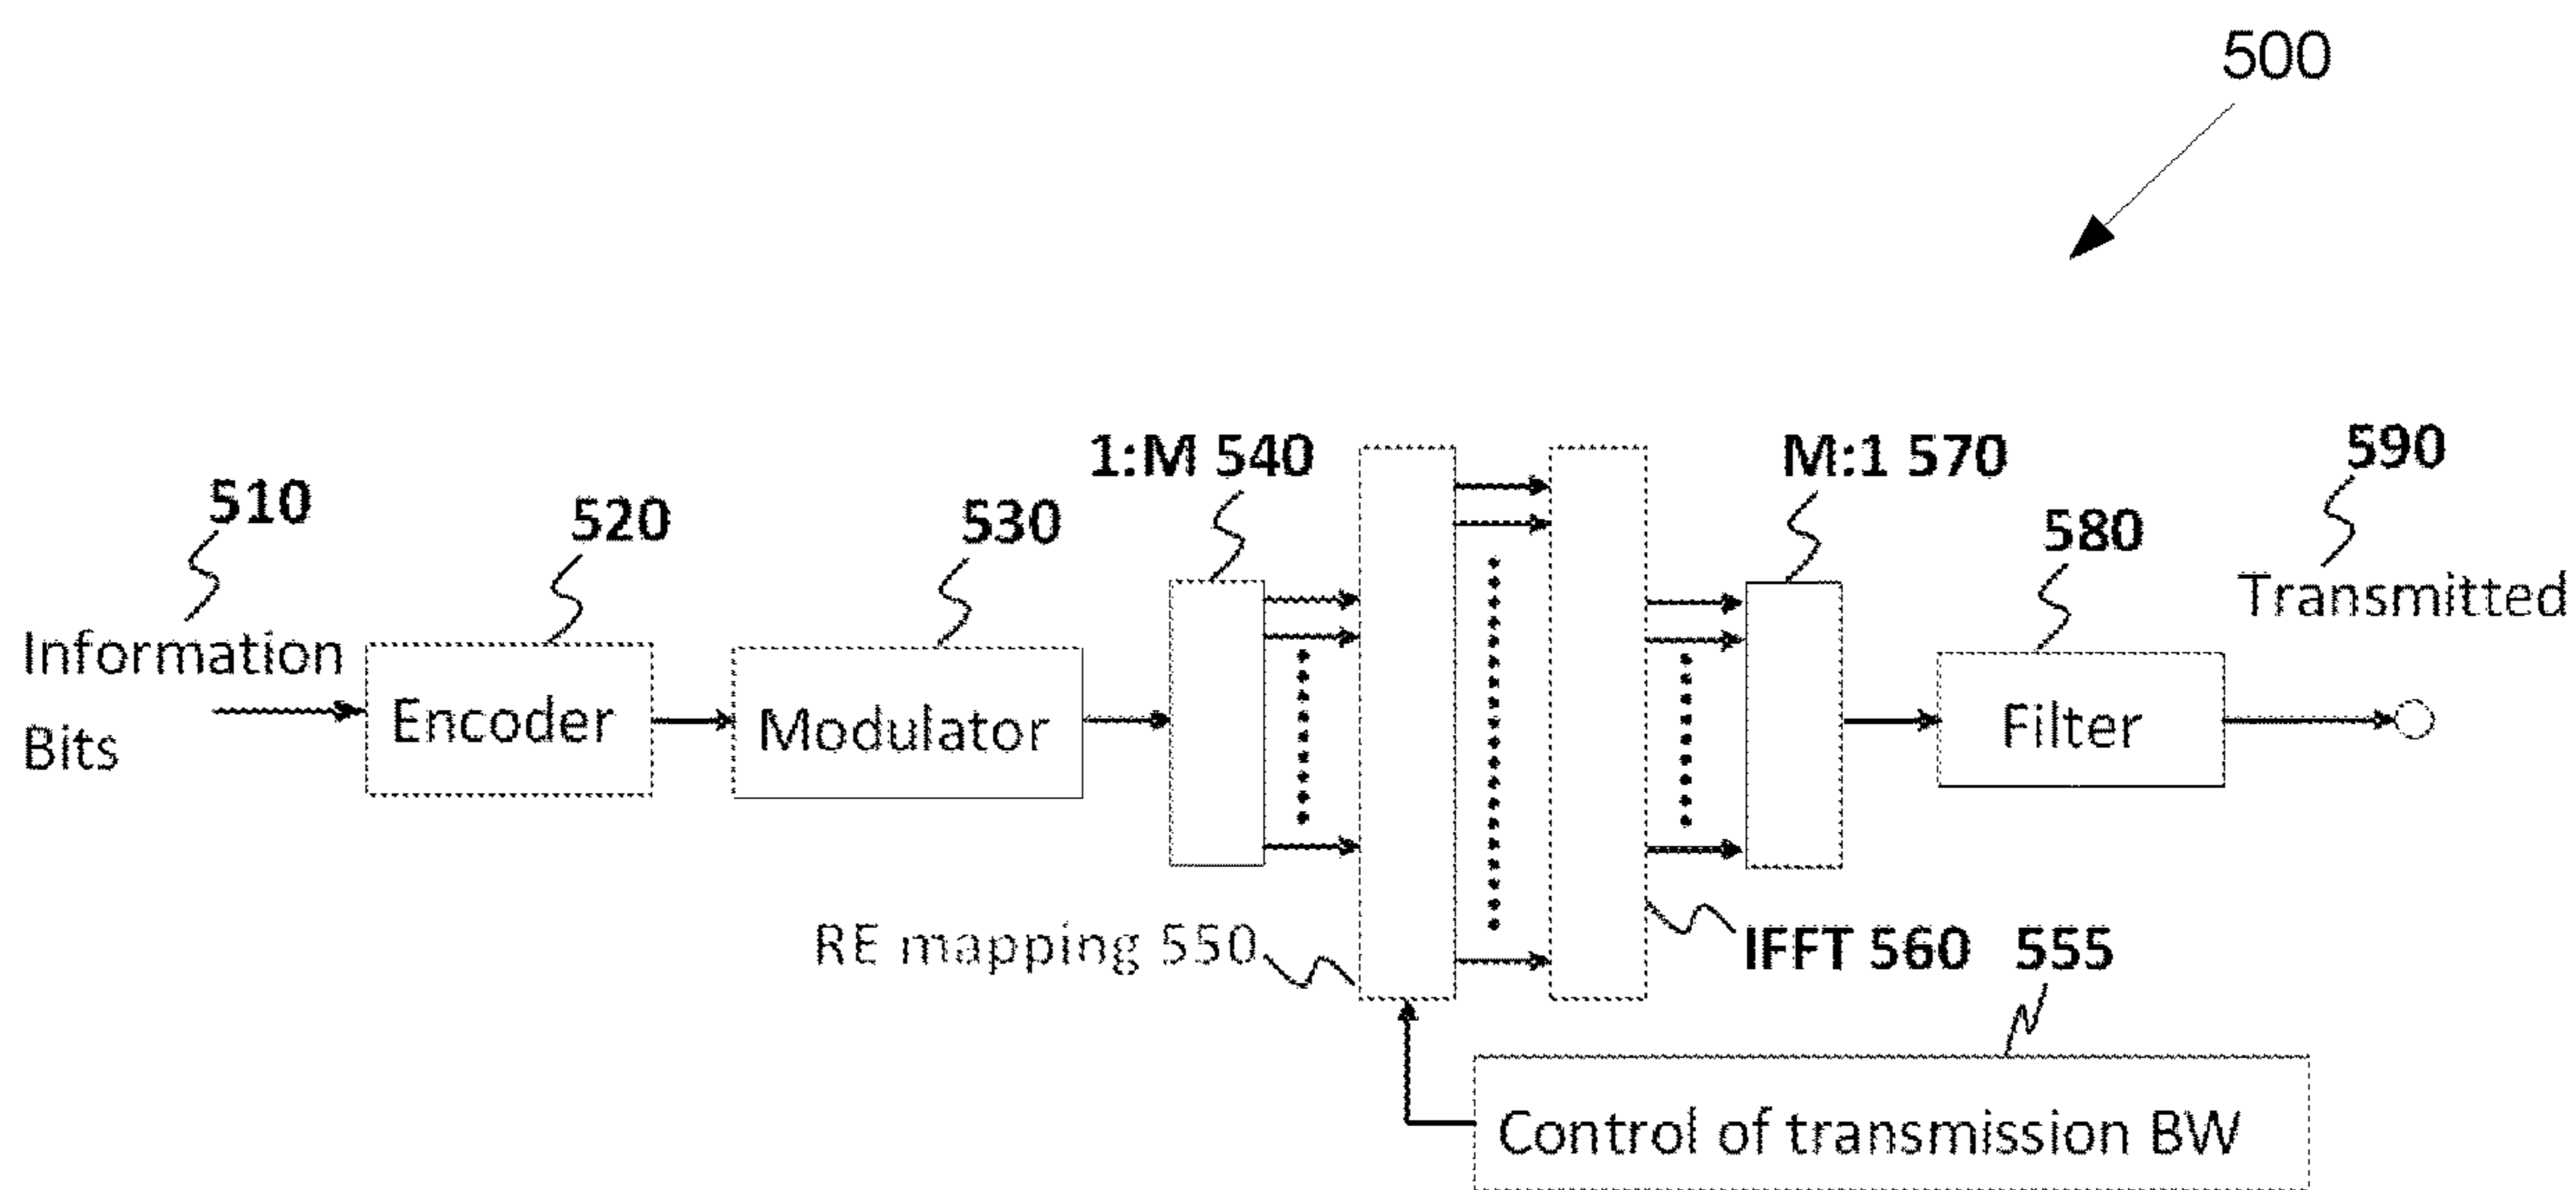 500
1:M 540
M:1 570
590
510
520
530
580
Transmitted
Information
Bits
Encoder
Modulator
Filter
RE mapping 550
IFFT 560
555
Control of transmission BW